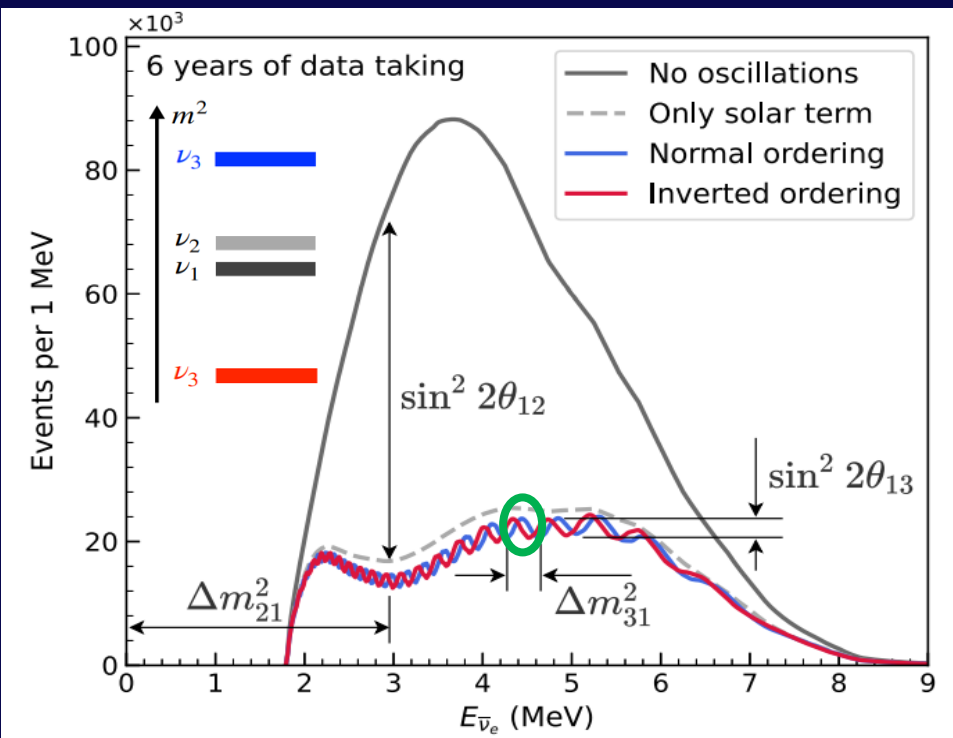 ×10³
100
80
60
40
20
0
Events per 1 MeV
6 years of data taking
m²
ν₃
ν₂
ν₁
ν₃
No oscillations
Only solar term
Normal ordering
Inverted ordering
sin² 2θ₁₂
sin² 2θ₁₃
Δm²₂₁
Δm²₃₁
0 1 2 3 4 5 6 7 8 9
E_ν̅ₑ (MeV)